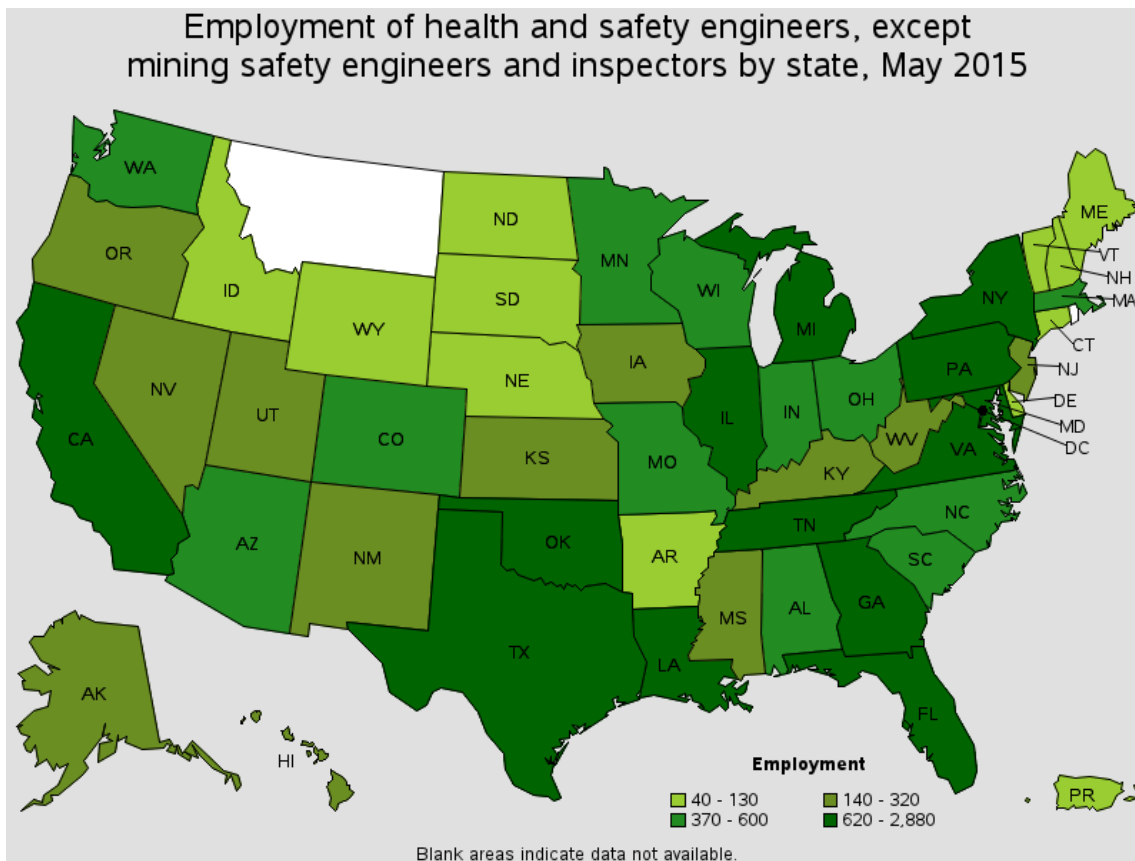 Employment of health and safety engineers, except
mining safety engineers and inspectors by state, May 2015
WA
ME
ND
VT
OR
MN
NH
ID
SD
WI
NY
MA
WY
MI
CT
IA
PA
NJ
NE
NV
OH
DE
UT
IL
IN
CA
CO
MD
WV
VA
DC
KS
MO
KY
NC
TN
AZ
OK
NM
AR
SC
MS
AL
GA
TX
LA
AK
FL
HI
Employment
PR
40 - 130
140 - 320
370 - 600
620 - 2,880
Blank areas indicate data not available.